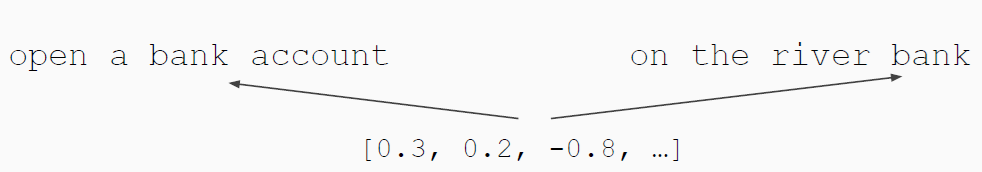 open a bank account
on the river bank
[0.3, 0.2, -0.8, …]